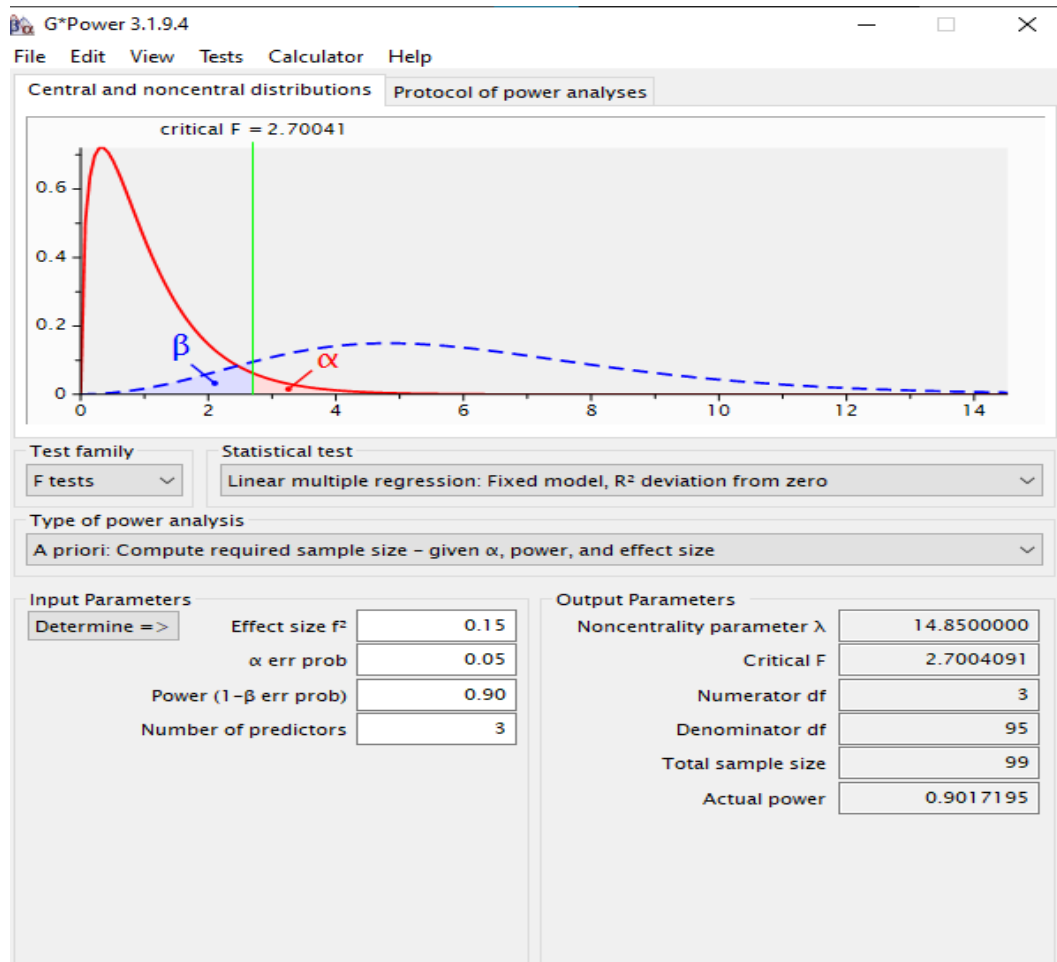 G*Power 3.1.9.4
File Edit View Tests Calculator Help
Central and noncentral distributions Protocol of power analyses
critical F = 2.70041
0.6
0.4
0.2
0
β
α
0 2 4 6 8 10 12 14
Test family Statistical test
F tests Linear multiple regression: Fixed model, R² deviation from zero
Type of power analysis
A priori: Compute required sample size – given α, power, and effect size
Input Parameters
Determine => Effect size f² 0.15
α err prob 0.05
Power (1–β err prob) 0.90
Number of predictors 3
Output Parameters
Noncentrality parameter λ 14.8500000
Critical F 2.7004091
Numerator df 3
Denominator df 95
Total sample size 99
Actual power 0.9017195